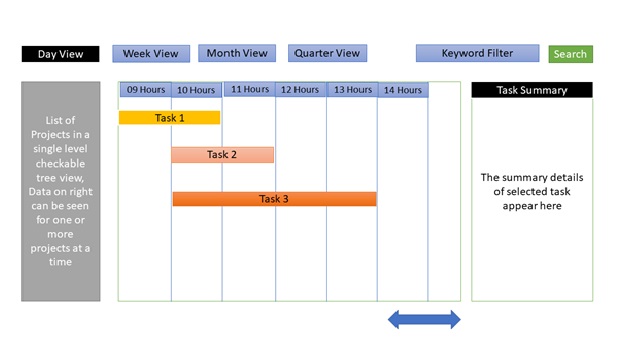 Day View
Week View
Month View
Quarter View
Keyword Filter
Search
List of
Projects in a
single level
checkable
tree view,
Data on right
can be seen
for one or
more
projects at a
time
09 Hours
10 Hours
11 Hours
12 Hours
13 Hours
14 Hours
Task 1
Task 2
Task 3
Task Summary
The summary details
of selected task
appear here